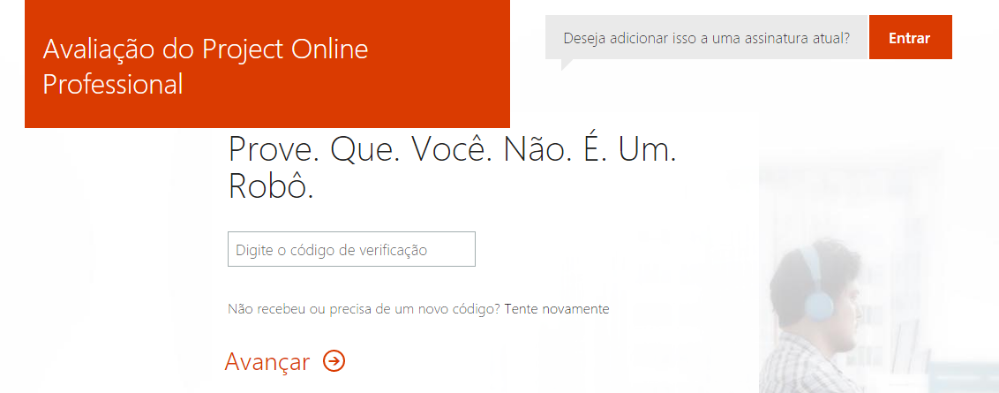 Avaliação do Project Online
Professional
Deseja adicionar isso a uma assinatura atual?
Entrar
Prove. Que. Você. Não. É. Um.
Robô.
Digite o código de verificação
Não recebeu ou precisa de um novo código? Tente novamente
Avançar